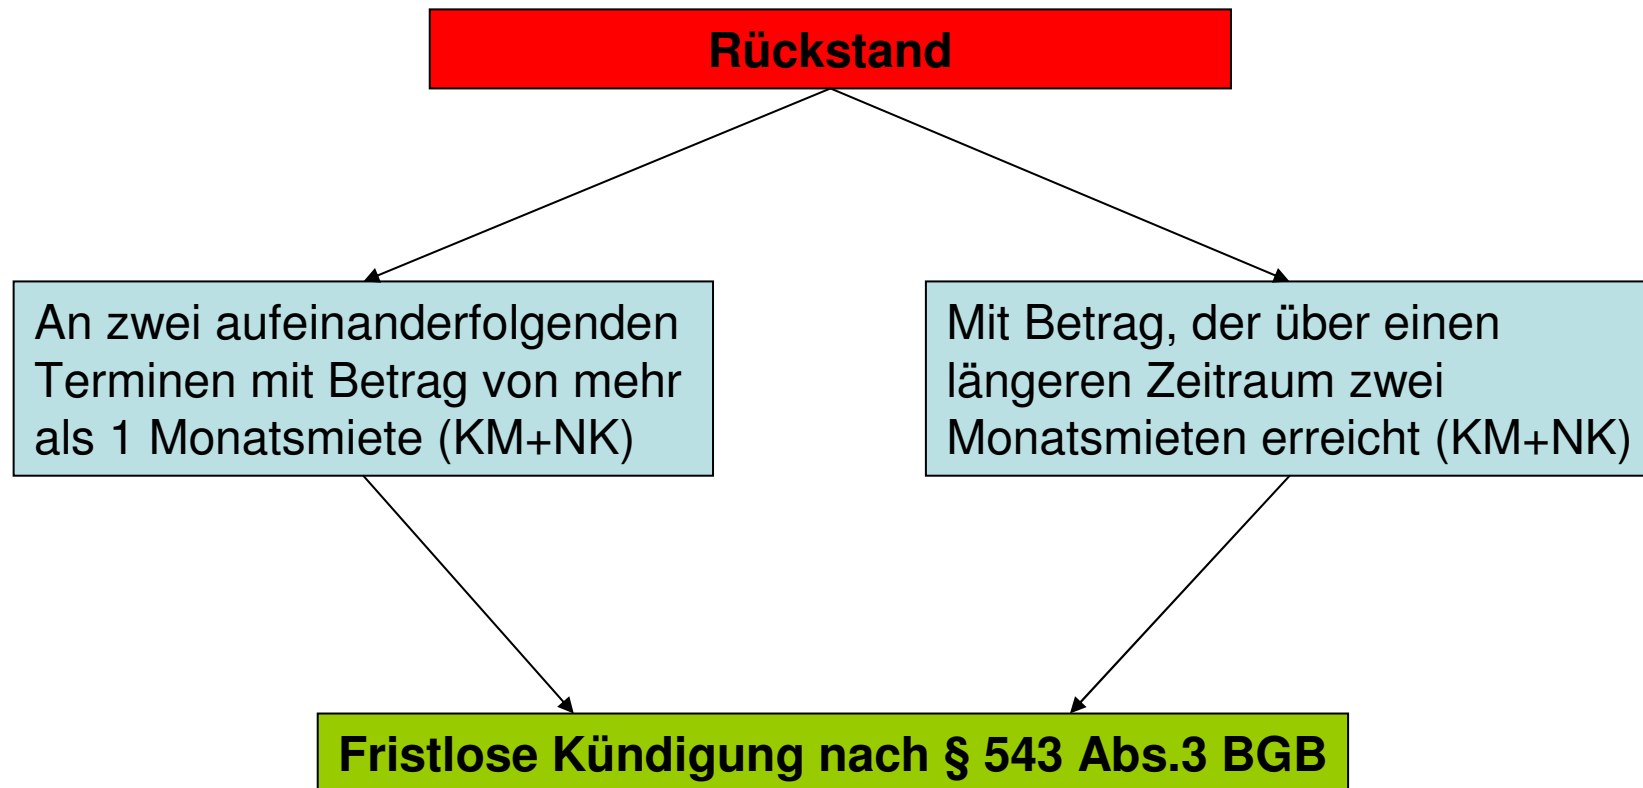 Rückstand
An zwei aufeinanderfolgenden
Terminen mit Betrag von mehr
als 1 Monatsmiete (KM+NK)
Mit Betrag, der über einen
längeren Zeitraum zwei
Monatsmieten erreicht (KM+NK)
Fristlose Kündigung nach § 543 Abs.3 BGB